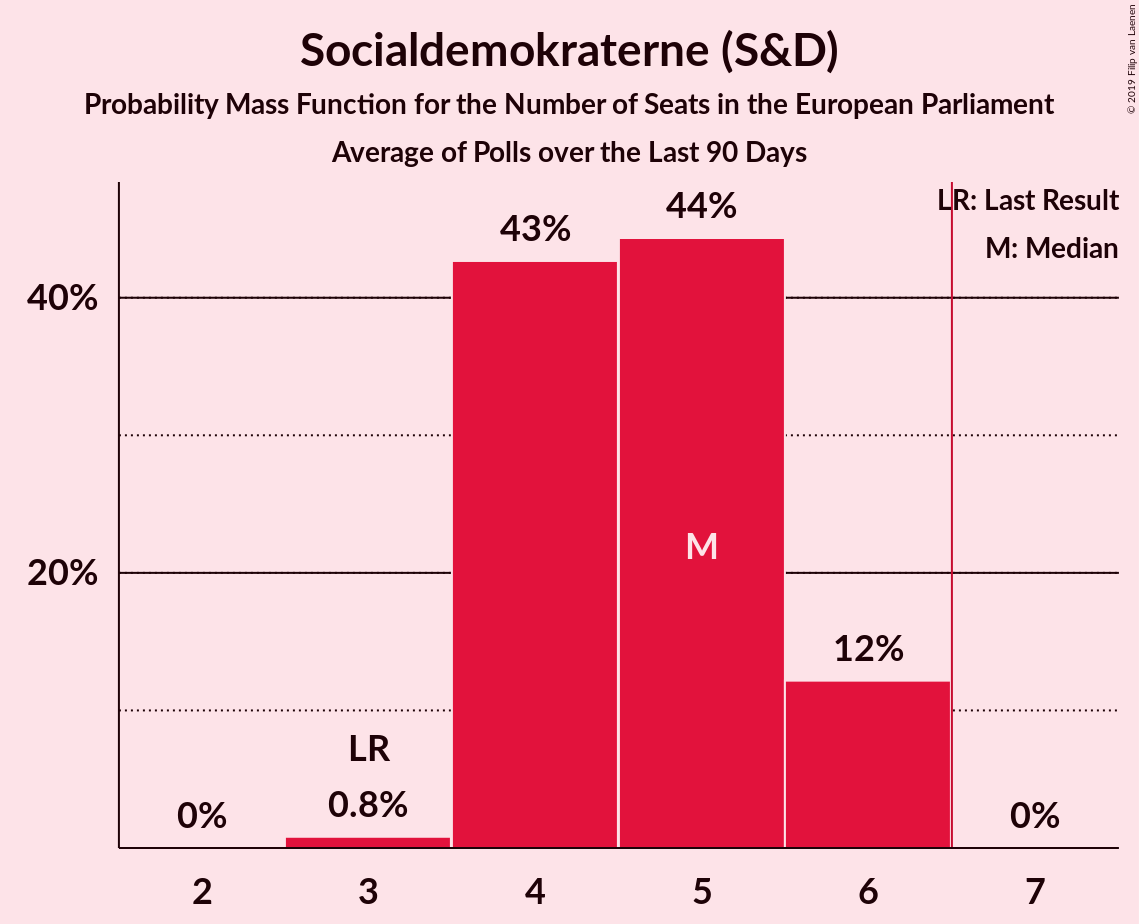 Socialdemokraterne (S&D)
Probability Mass Function for the Number of Seats in the European Parliament
Average of Polls over the Last 90 Days
© 2019 Filip van Laenen
LR: Last Result
M: Median
43%
44%
40%
M
20%
12%
LR
0%
0.8%
0%
2
3
4
5
6
7